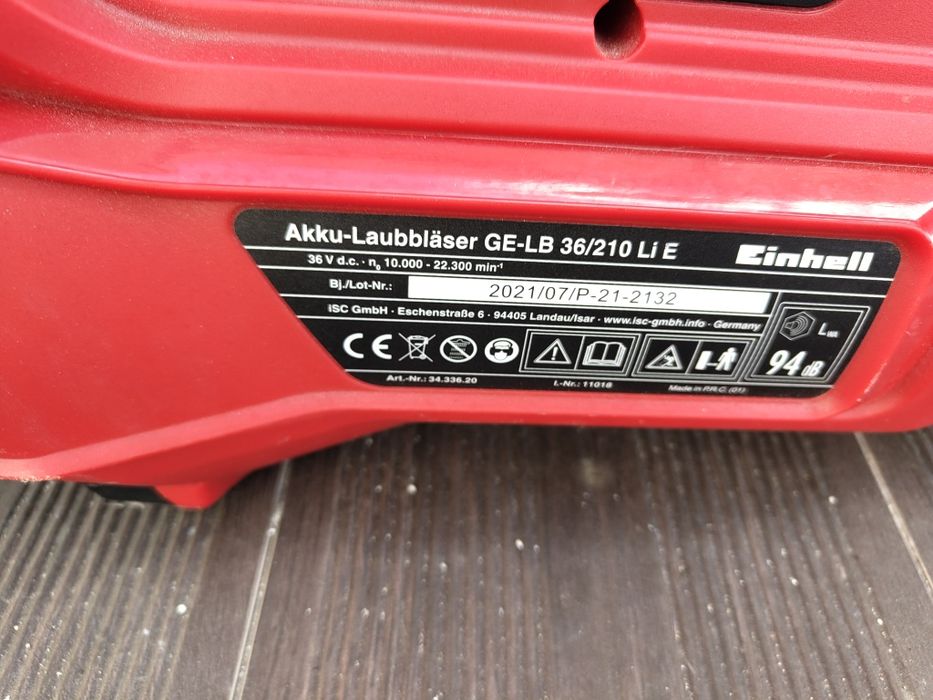 Akku-Laubbläser GE-LB 36/210 Li E
Einhell
36 V d.c. · n₀ 10.000 - 22.300 min⁻¹
Bj./Lot-Nr.: 2021/07/P-21-2132
iSC GmbH · Eschenstraße 6 · 94405 Landau/Isar · www.isc-gmbh.info · Germany
CE
LWA
94 dB
Art.-Nr.: 34.336.20 I.-Nr.: 11018 Made in P.R.C. (01)